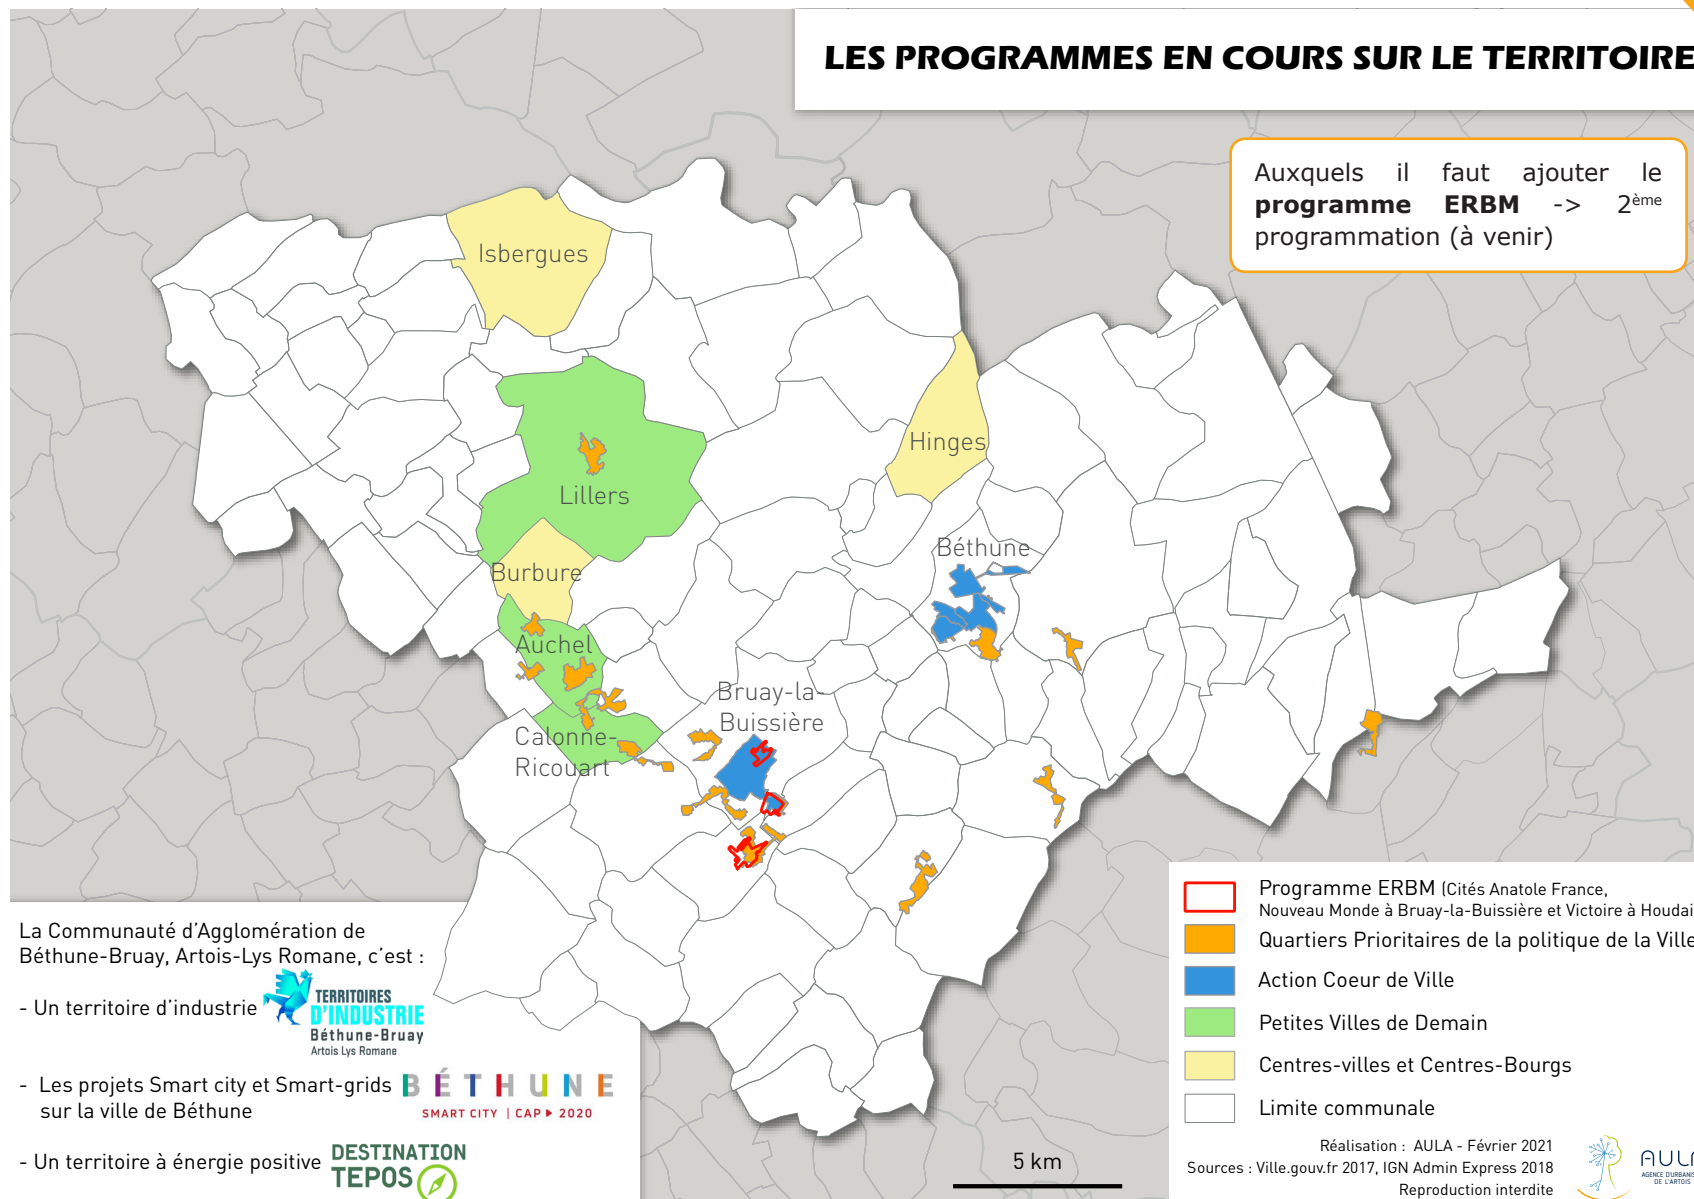 LES PROGRAMMES EN COURS SUR LE TERRITOIRE
Auxquels il faut ajouter le
programme ERBM -> 2ème
programmation (à venir)
Isbergues
Hinges
Lillers
Béthune
Burbure
Auchel
Bruay-la-
Buissière
Calonne-
Ricouart
La Communauté d'Agglomération de
Béthune-Bruay, Artois-Lys Romane, c'est :
- Un territoire d'industrie
TERRITOIRES
D'INDUSTRIE
Béthune-Bruay
Artois Lys Romane
- Les projets Smart city et Smart-grids
sur la ville de Béthune
BÉTHUNE
SMART CITY | CAP ▶ 2020
- Un territoire à énergie positive
DESTINATION
TEPOS
5 km
Programme ERBM (Cités Anatole France,
Nouveau Monde à Bruay-la-Buissière et Victoire à Houdai
Quartiers Prioritaires de la politique de la Ville
Action Coeur de Ville
Petites Villes de Demain
Centres-villes et Centres-Bourgs
Limite communale
Réalisation : AULA - Février 2021
Sources : Ville.gouv.fr 2017, IGN Admin Express 2018
Reproduction interdite
AULA
AGENCE D'URBANIS
DE L'ARTOIS